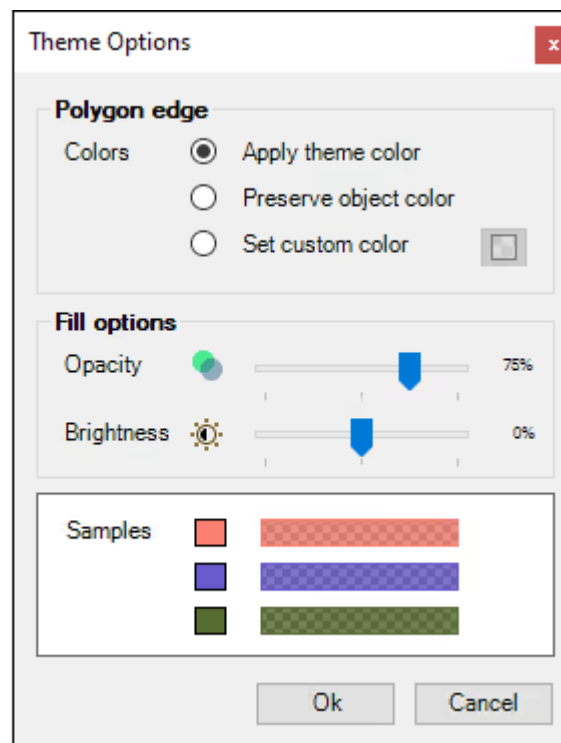 Theme Options
x
Polygon edge
Colors Apply theme color
Preserve object color
Set custom color
Fill options
Opacity 75%
Brightness 0%
Samples
Ok Cancel